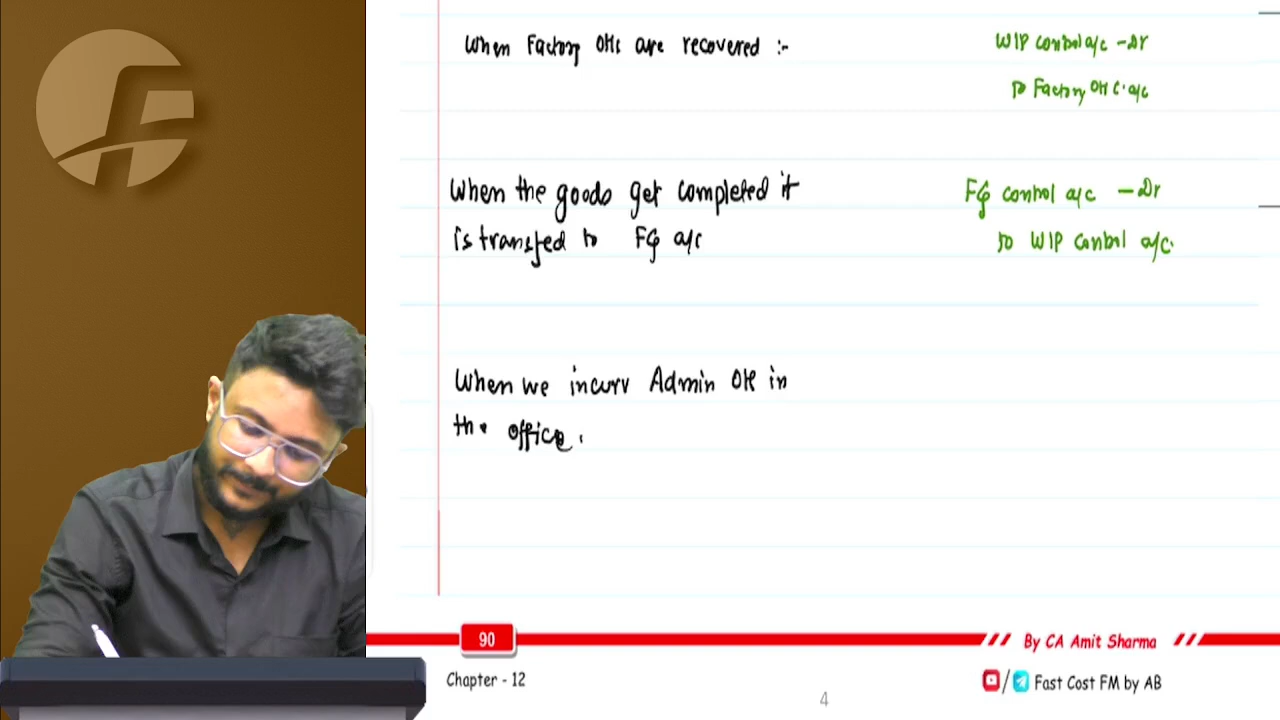 When Factory OHs are recovered :-
WIP control a/c - Dr
To Factory OH C. a/c
When the goods get completed it
is transfed to FG a/c
FG control a/c - Dr
To WIP control a/c.
When we incurr Admin OH in
the office.
90
By CA Amit Sharma
Chapter - 12
/ Fast Cost FM by AB
4